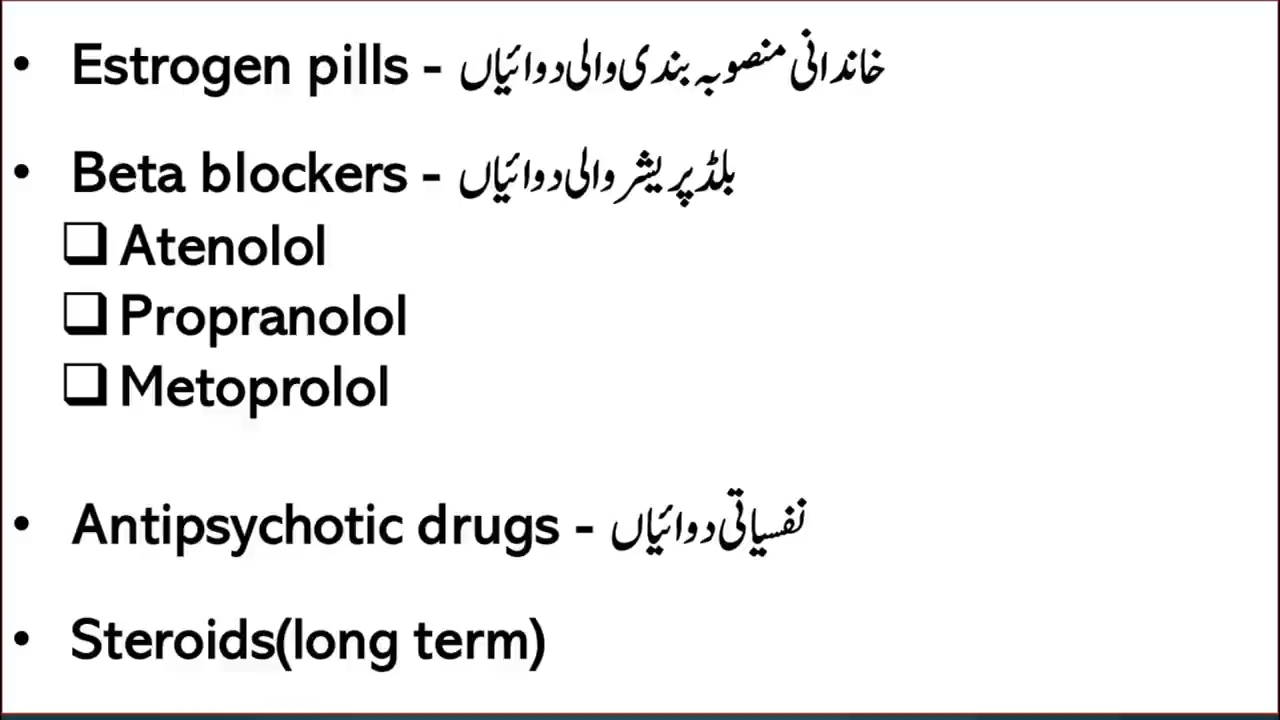 • Estrogen pills - خاندانی منصوبہ بندی والی دوائیاں
• Beta blockers - بلڈ پریشر والی دوائیاں
❑ Atenolol
❑ Propranolol
❑ Metoprolol
• Antipsychotic drugs - نفسیاتی دوائیاں
• Steroids(long term)